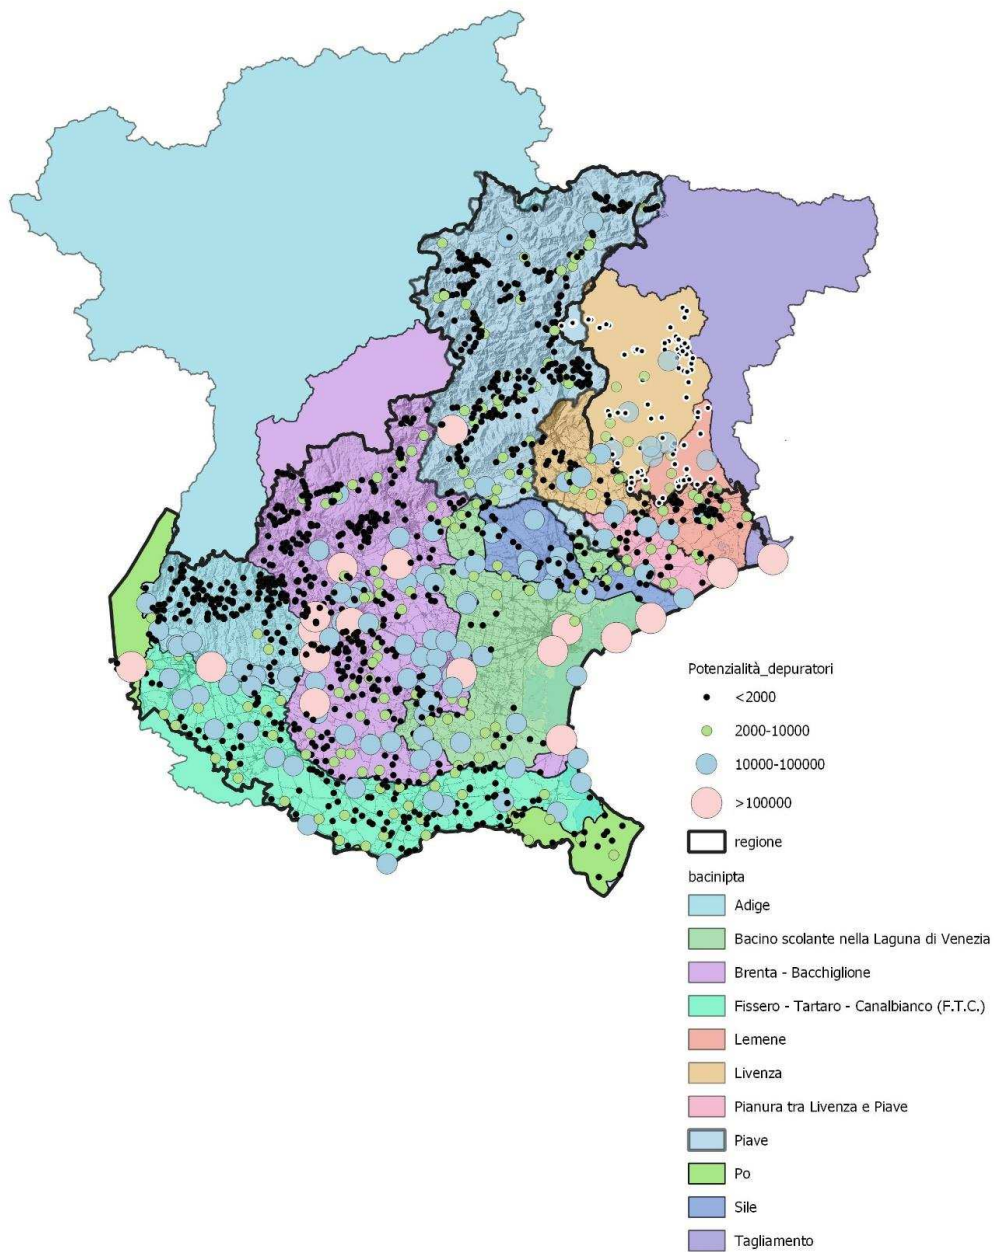 Potenzialità_depuratori
<2000
2000-10000
10000-100000
>100000
regione
bacinipta
Adige
Bacino scolante nella Laguna di Venezia
Brenta - Bacchiglione
Fissero - Tartaro - Canalbianco (F.T.C.)
Lemene
Livenza
Pianura tra Livenza e Piave
Piave
Po
Sile
Tagliamento